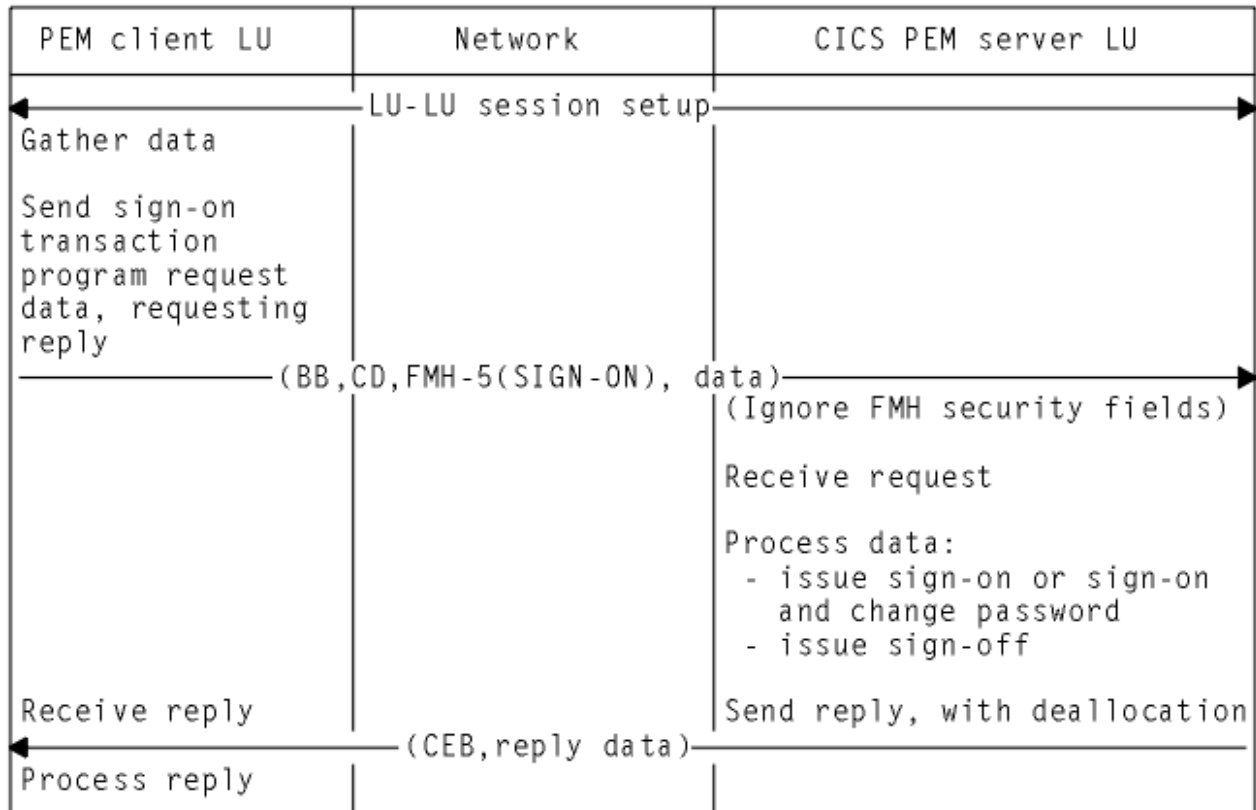 PEM client LU Network CICS PEM server LU
LU-LU session setup
Gather data
Send sign-on
transaction
program request
data, requesting
reply
(BB,CD,FMH-5(SIGN-ON), data)
(Ignore FMH security fields)
Receive request
Process data:
- issue sign-on or sign-on
and change password
- issue sign-off
Receive reply Send reply, with deallocation
(CEB,reply data)
Process reply